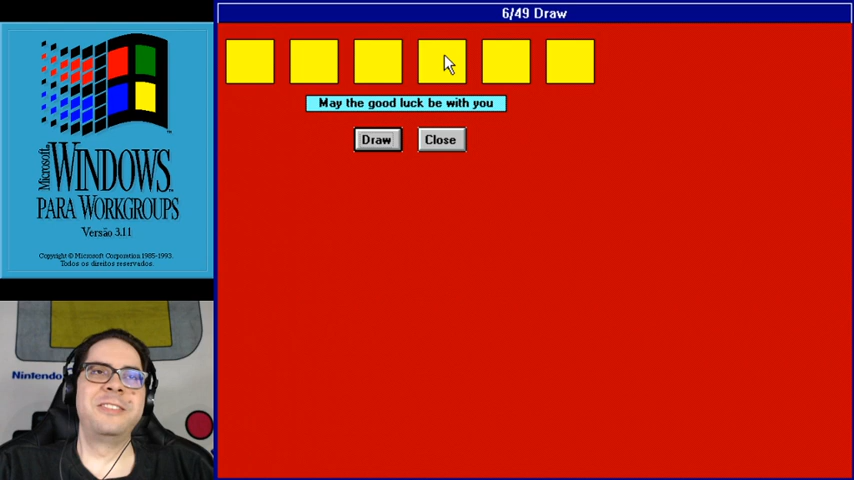 6/49 Draw
May the good luck be with you
Draw
Close
Microsoft
WINDOWS™
PARA WORKGROUPS
Versão 3.11
Copyright © Microsoft Corporation 1985-1993.
Todos os direitos reservados.
Nintendo